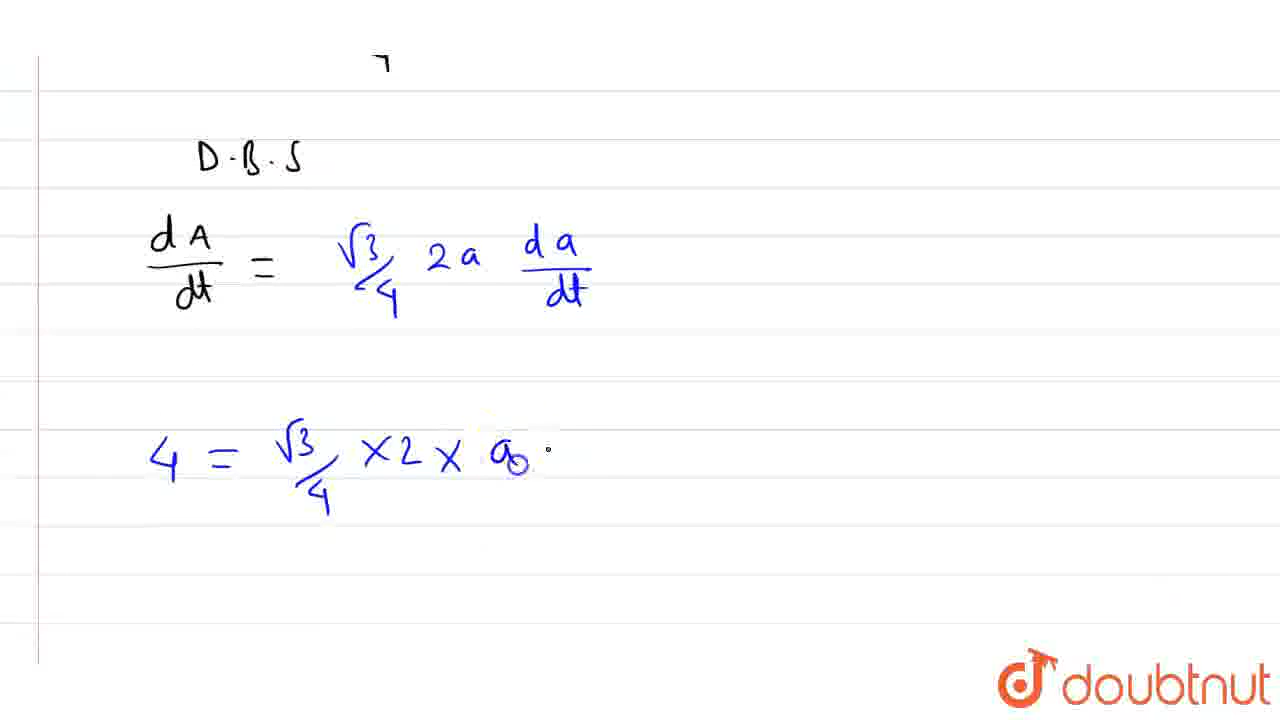 D.B.S
dA/dt = √3/4 2a da/dt
4 = √3/4 × 2 × a
doubtnut